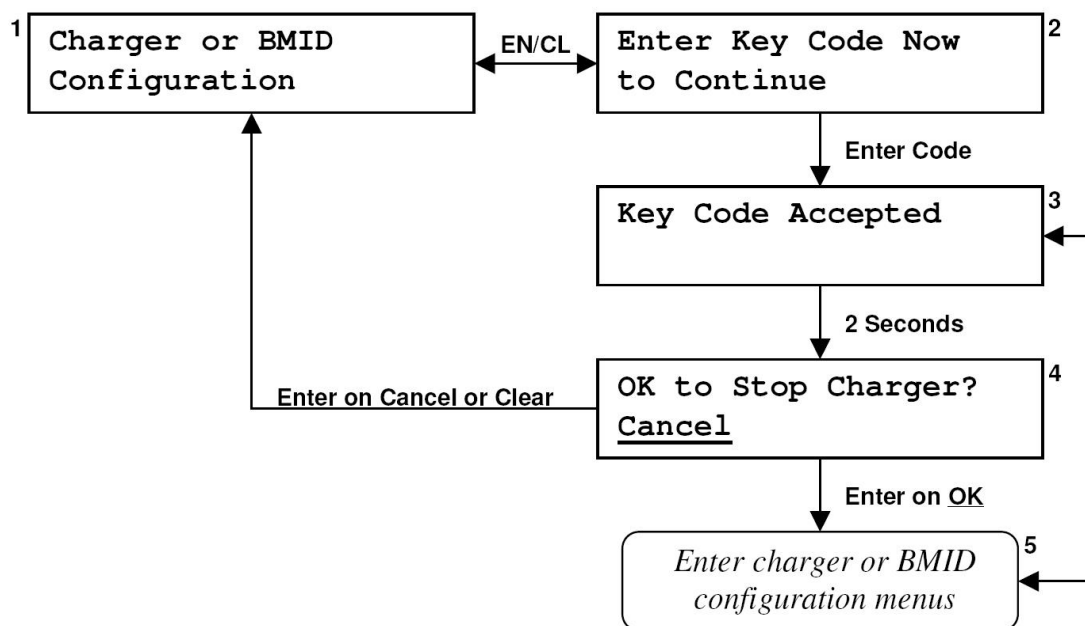 1
Charger or BMID
Configuration
EN/CL
Enter Key Code Now
to Continue
2
Enter Code
Key Code Accepted
3
2 Seconds
OK to Stop Charger?
Cancel
4
Enter on Cancel or Clear
Enter on OK
Enter charger or BMID
configuration menus
5